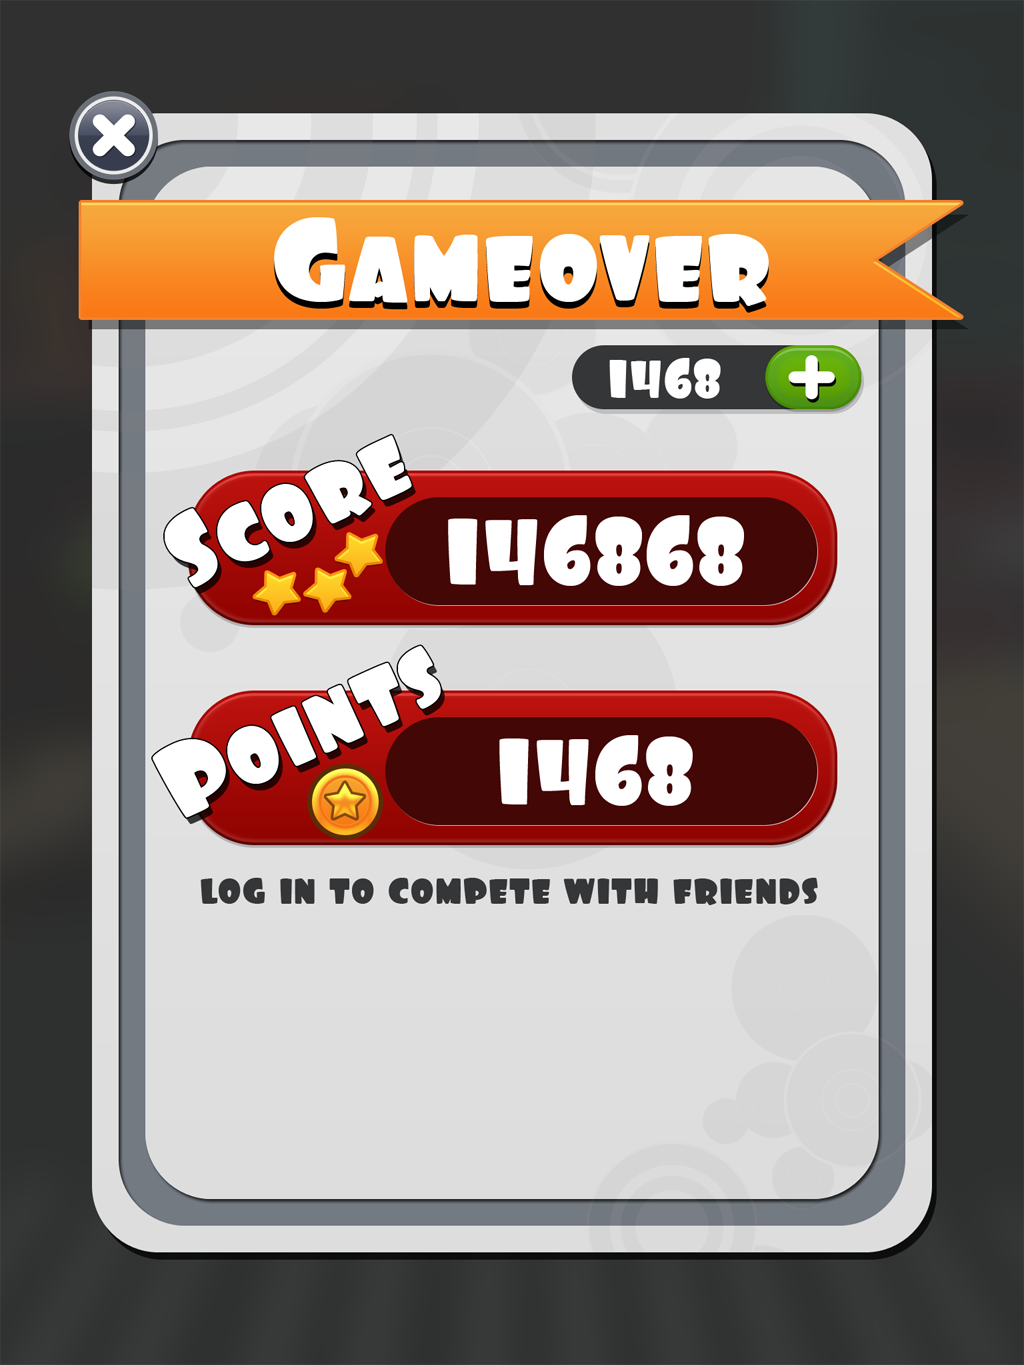 GAMEOVER
1468
SCORE
146868
POINTS
1468
LOG IN TO COMPETE WITH FRIENDS